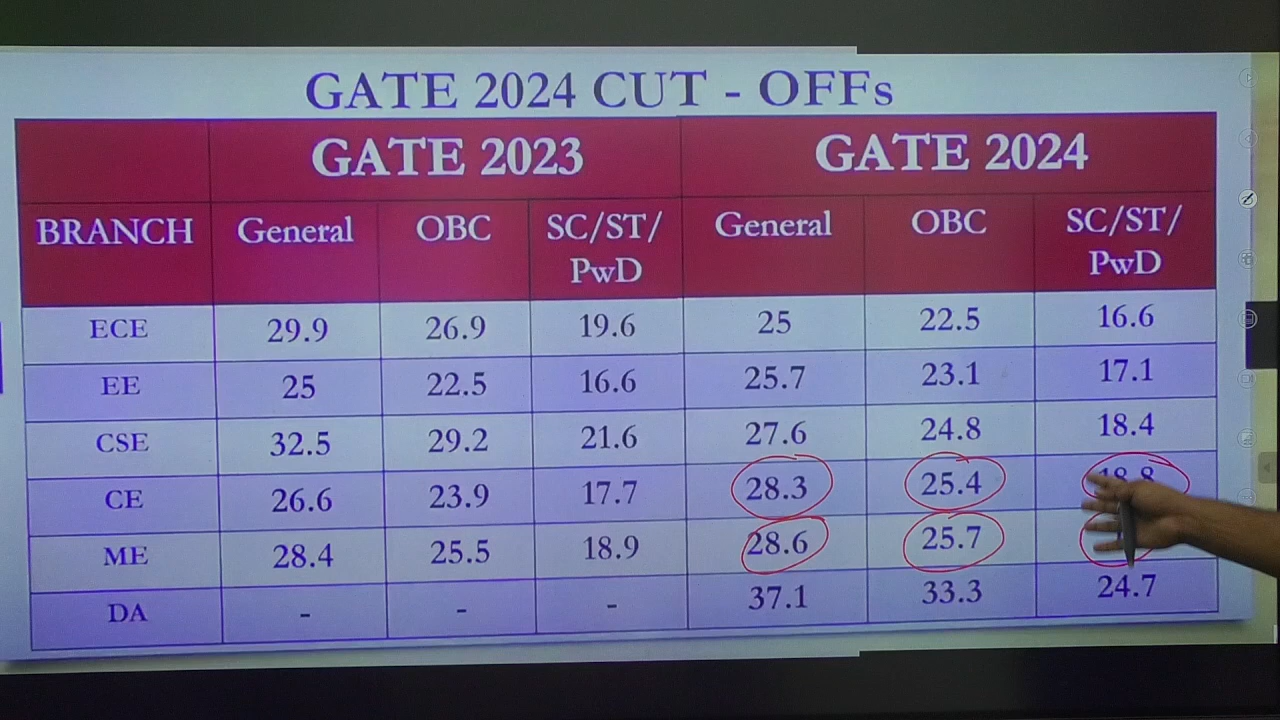 GATE 2024 CUT - OFFs
GATE 2023 GATE 2024
BRANCH General OBC SC/ST/ PwD General OBC SC/ST/ PwD
ECE 29.9 26.9 19.6 25 22.5 16.6
EE 25 22.5 16.6 25.7 23.1 17.1
CSE 32.5 29.2 21.6 27.6 24.8 18.4
CE 26.6 23.9 17.7 28.3 25.4 18.8
ME 28.4 25.5 18.9 28.6 25.7
DA - - - 37.1 33.3 24.7